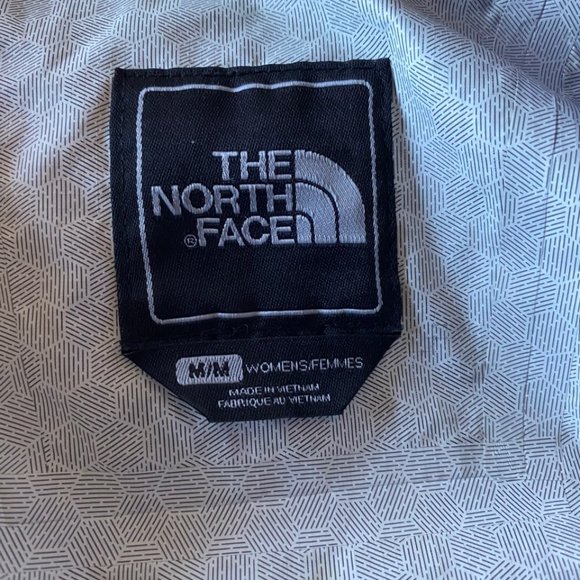 THE
NORTH
®FACE
M/M WOMENS/FEMMES
MADE IN VIETNAM
FABRIQUE AU VIETNAM